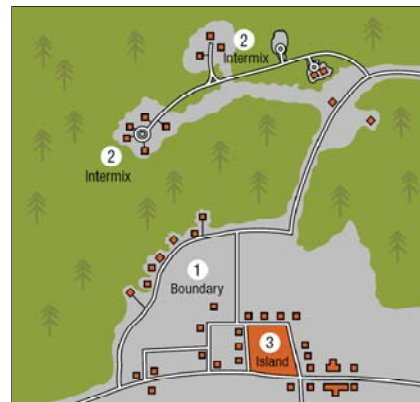 2
Intermix
2
Intermix
1
Boundary
3
Island